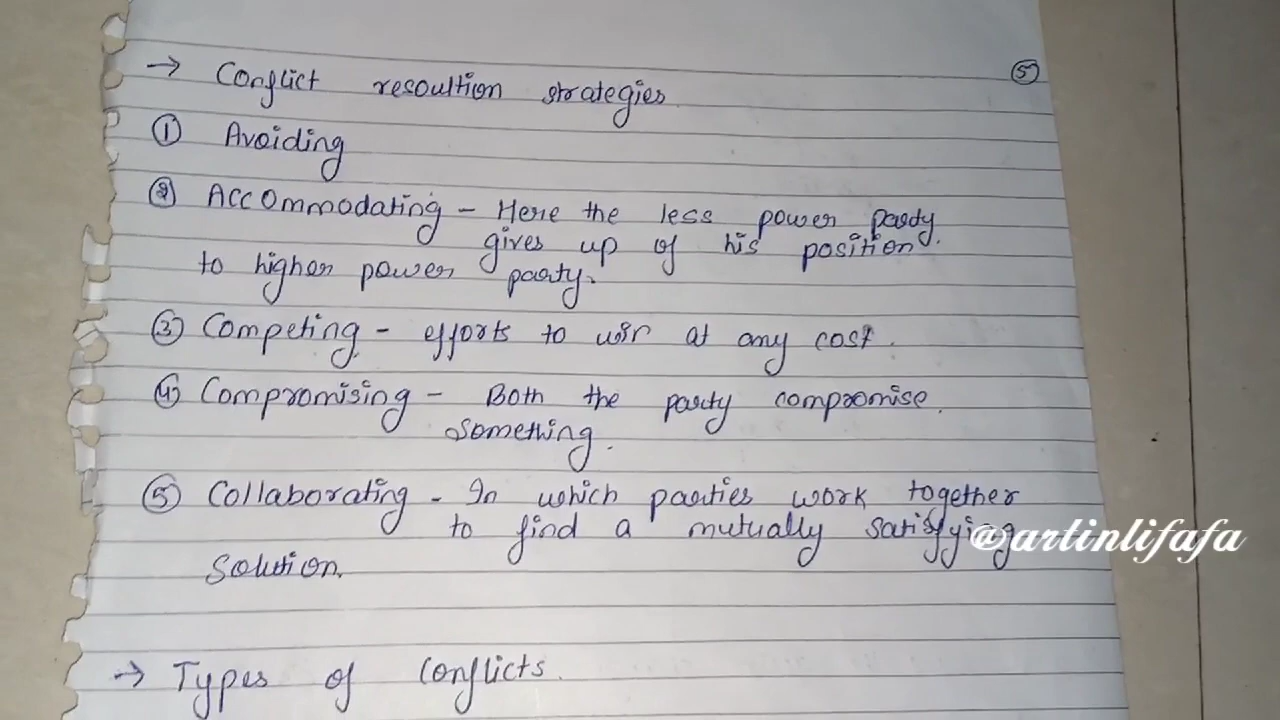 → Conflict resoultion strategies
⑤
① Avoiding
② Accommodating - Here the less power party
gives up of his position
to higher power party.
③ Competing - efforts to win at any cost.
④ Compromising - Both the party compromise
something.
⑤ Collaborating - In which parties work together
to find a mutually satisfying
solution.
@artinlifafa
→ Types of Conflicts.